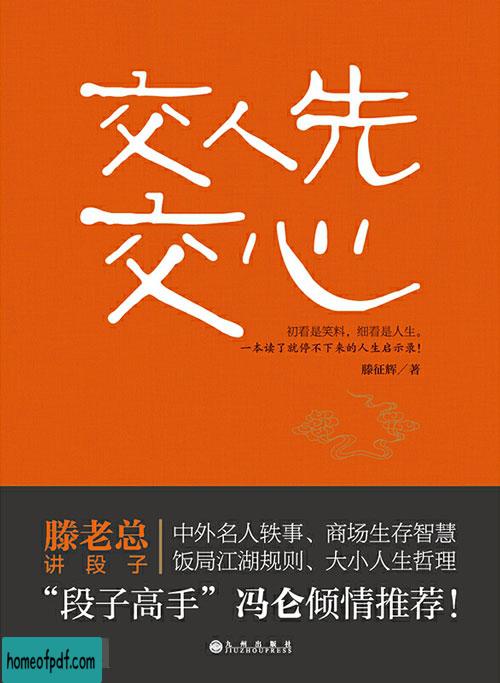 交人先
交心
初看是笑料，细看是人生。
一本读了就停不下来的人生启示录！
滕征辉／著
滕老总
讲段子
中外名人轶事、商场生存智慧
饭局江湖规则、大小人生哲理
“段子高手”冯仑倾情推荐！
九州出版社
JIUZHOUPRESS
homeofpdf.com